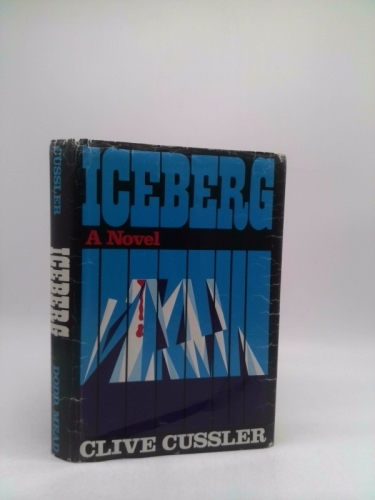 ICEBERG
A Novel
CLIVE CUSSLER
CUSSLER
ICEBERG
DODD, MEAD